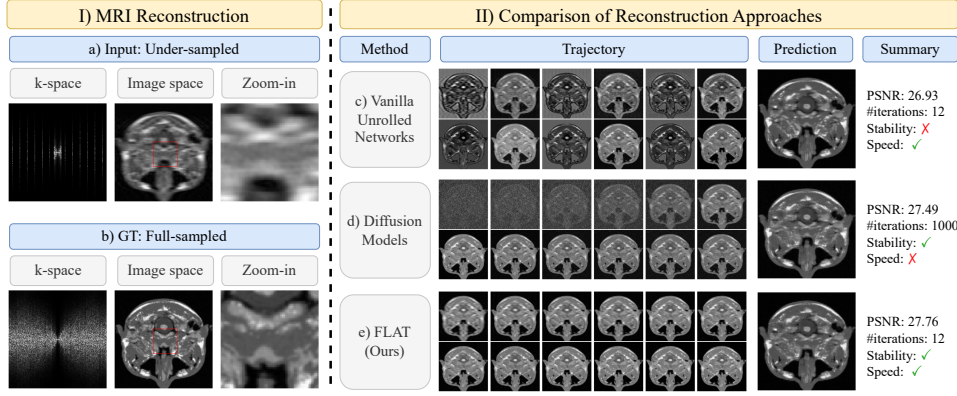 I) MRI Reconstruction
a) Input: Under-sampled
k-space
Image space
Zoom-in
b) GT: Full-sampled
k-space
Image space
Zoom-in
II) Comparison of Reconstruction Approaches
Method
Trajectory
Prediction
Summary
c) Vanilla
Unrolled
Networks
PSNR: 26.93
#iterations: 12
Stability: ✗
Speed: ✓
d) Diffusion
Models
PSNR: 27.49
#iterations: 1000
Stability: ✓
Speed: ✗
e) FLAT
(Ours)
PSNR: 27.76
#iterations: 12
Stability: ✓
Speed: ✓